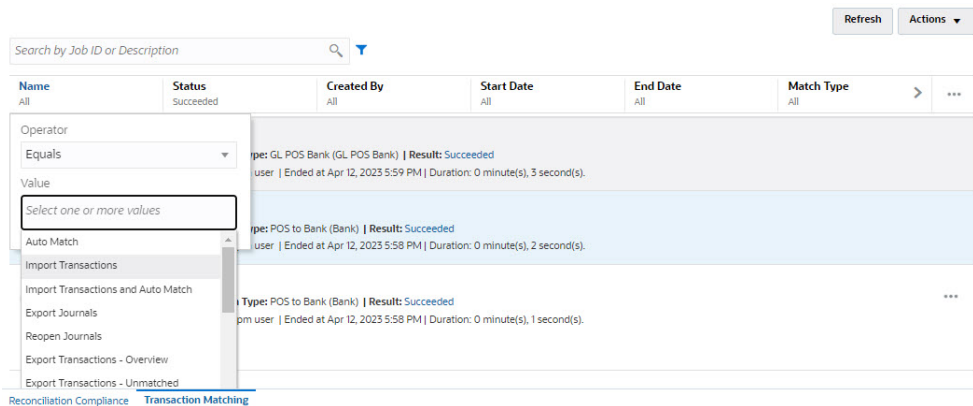 Refresh
Actions
Search by Job ID or Description
Name Status Created By Start Date End Date Match Type
All Succeeded All All All All
Operator
Equals
Value
Select one or more values
Auto Match
Import Transactions
Import Transactions and Auto Match
Export Journals
Reopen Journals
Export Transactions - Overview
Export Transactions - Unmatched
ype: GL POS Bank (GL POS Bank) | Result: Succeeded
user | Ended at Apr 12, 2023 5:59 PM | Duration: 0 minute(s), 3 second(s).
ype: POS to Bank (Bank) | Result: Succeeded
user | Ended at Apr 12, 2023 5:58 PM | Duration: 0 minute(s), 2 second(s).
Type: POS to Bank (Bank) | Result: Succeeded
pm user | Ended at Apr 12, 2023 5:58 PM | Duration: 0 minute(s), 1 second(s).
Reconciliation Compliance Transaction Matching